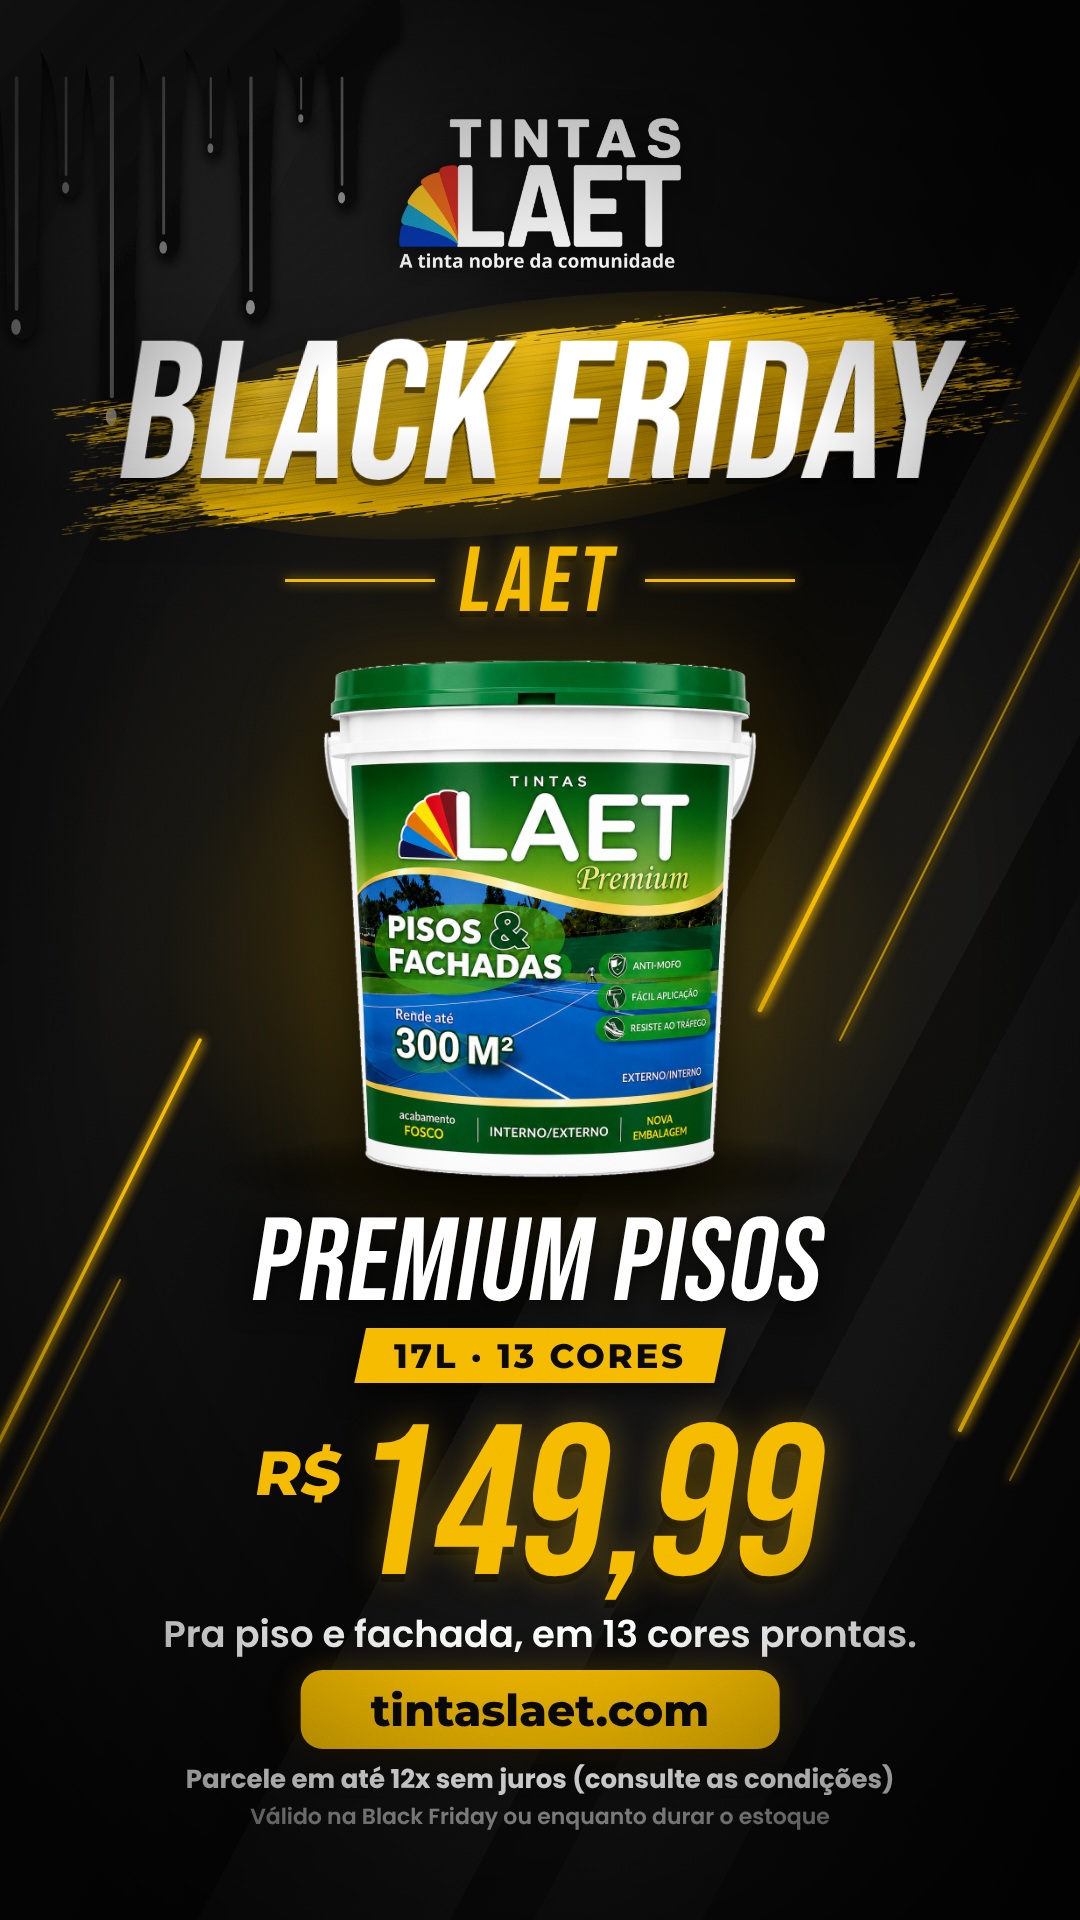 TINTAS
LAET
A tinta nobre da comunidade
BLACK FRIDAY
LAET
TINTAS
LAET
Premium
PISOS &
FACHADAS
ANTI-MOFO
FÁCIL APLICAÇÃO
RESISTE AO TRÁFEGO
Rende até
300 M²
EXTERNO/INTERNO
acabamento
FOSCO
INTERNO/EXTERNO
NOVA
EMBALAGEM
PREMIUM PISOS
17L • 13 CORES
R$ 149,99
Pra piso e fachada, em 13 cores prontas.
tintaslaet.com
Parcele em até 12x sem juros (consulte as condições)
Válido na Black Friday ou enquanto durar o estoque